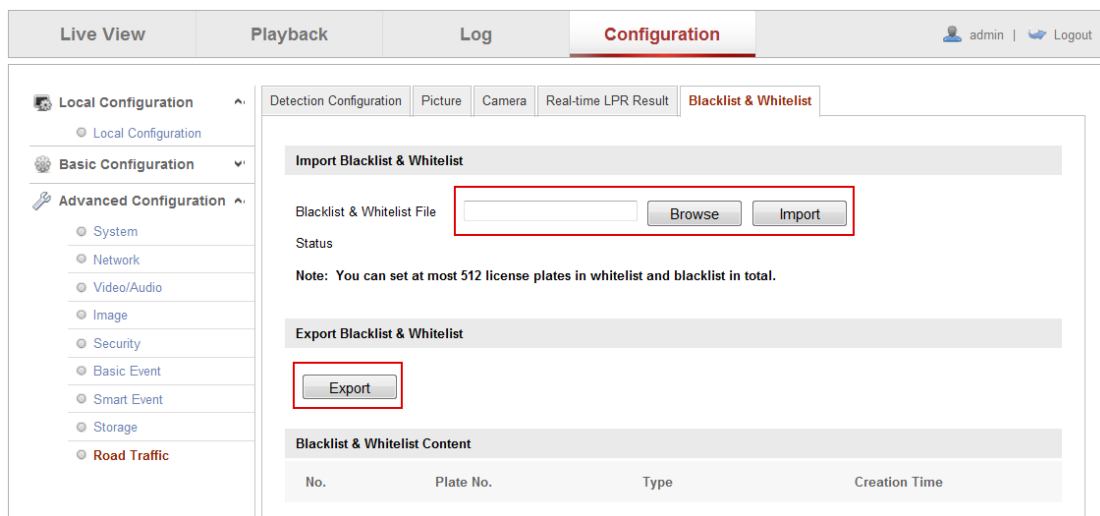 Live View Playback Log Configuration admin | Logout
Local Configuration
Local Configuration
Basic Configuration
Advanced Configuration
System
Network
Video/Audio
Image
Security
Basic Event
Smart Event
Storage
Road Traffic
Detection Configuration Picture Camera Real-time LPR Result Blacklist & Whitelist
Import Blacklist & Whitelist
Blacklist & Whitelist File Browse Import
Status
Note: You can set at most 512 license plates in whitelist and blacklist in total.
Export Blacklist & Whitelist
Export
Blacklist & Whitelist Content
No. Plate No. Type Creation Time